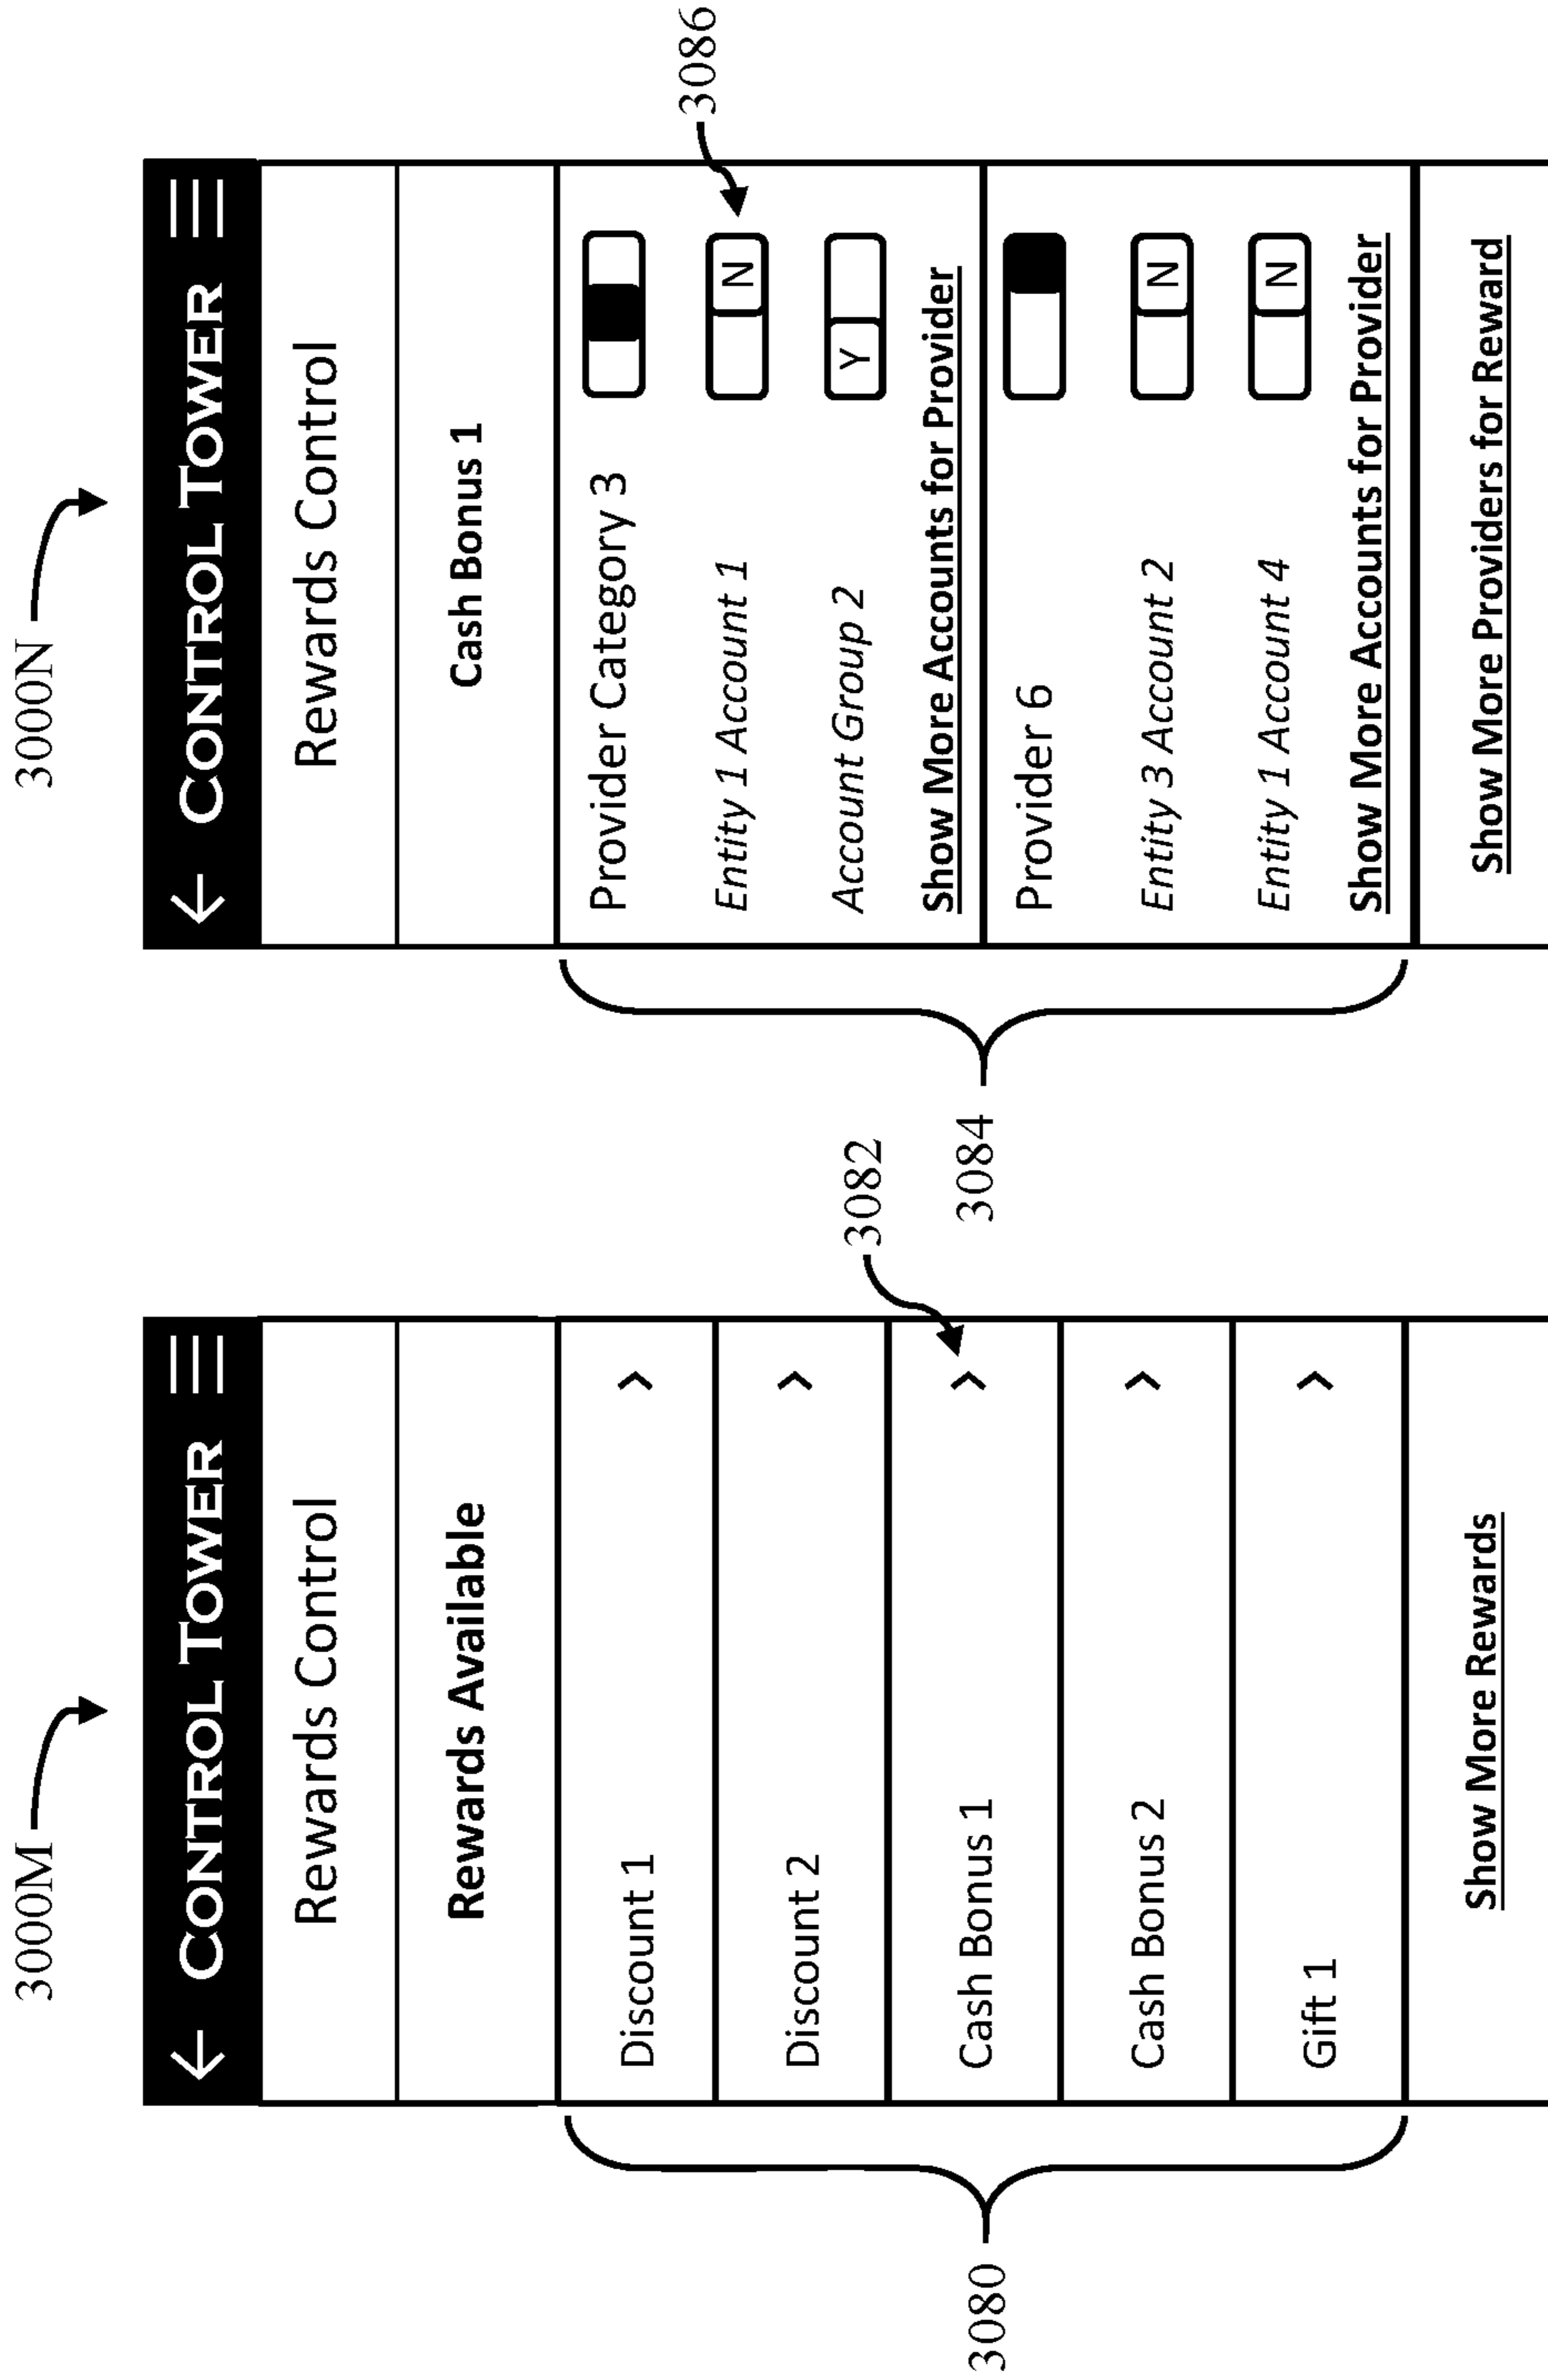 3000M
← CONTROL TOWER
Rewards Control
Rewards Available
Discount 1 >
Discount 2 >
Cash Bonus 1 >
Cash Bonus 2 >
Gift 1 >
Show More Rewards
3080
3082
3000N
← CONTROL TOWER
Rewards Control
Cash Bonus 1
Provider Category 3
Entity 1 Account 1 N
Account Group 2 Y
Show More Accounts for Provider
Provider 6
Entity 3 Account 2 N
Entity 1 Account 4 N
Show More Accounts for Provider
Show More Providers for Reward
3084
3086